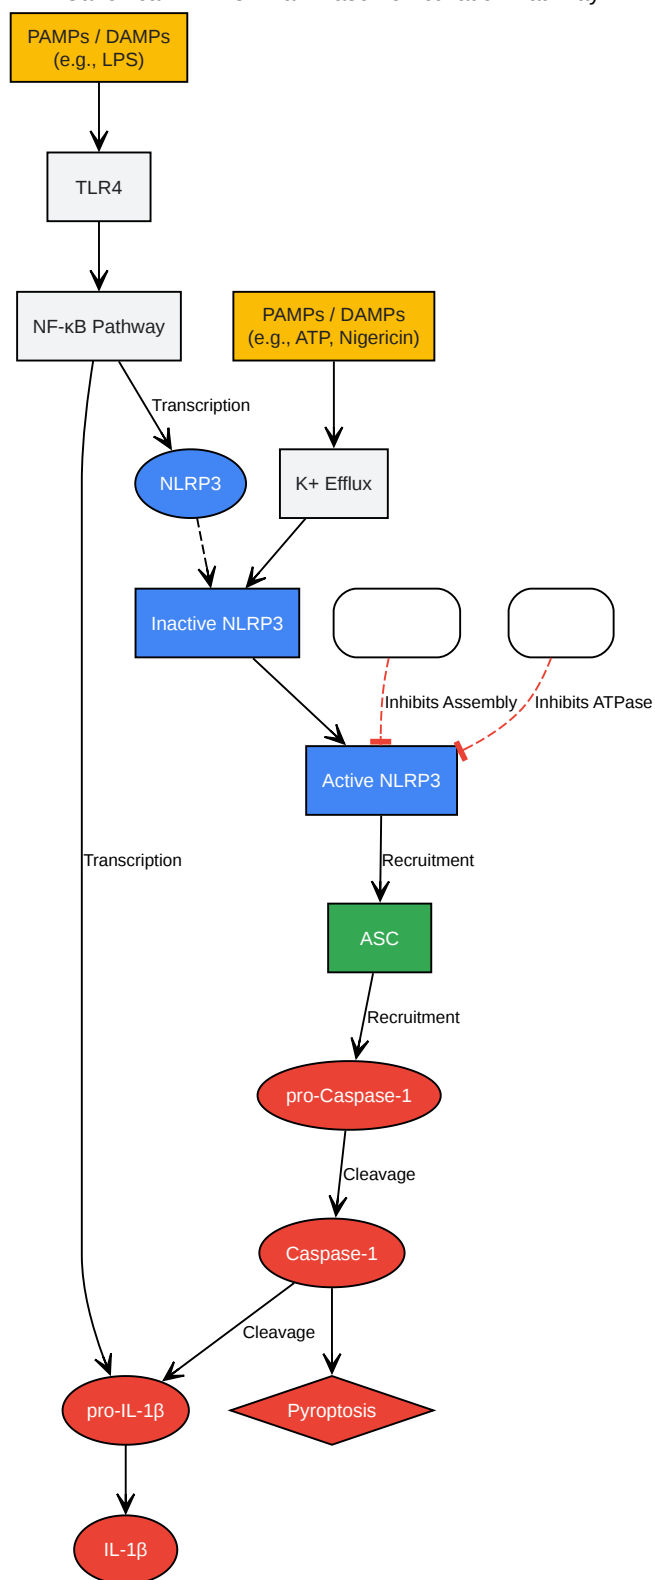 PAMPs / DAMPs
(e.g., LPS)
TLR4
NF-κB Pathway
PAMPs / DAMPs
(e.g., ATP, Nigericin)
Transcription
NLRP3
K+ Efflux
Inactive NLRP3
Inhibits Assembly
Inhibits ATPase
Active NLRP3
Transcription
Recruitment
ASC
Recruitment
pro-Caspase-1
Cleavage
Caspase-1
Cleavage
pro-IL-1β
Pyroptosis
IL-1β